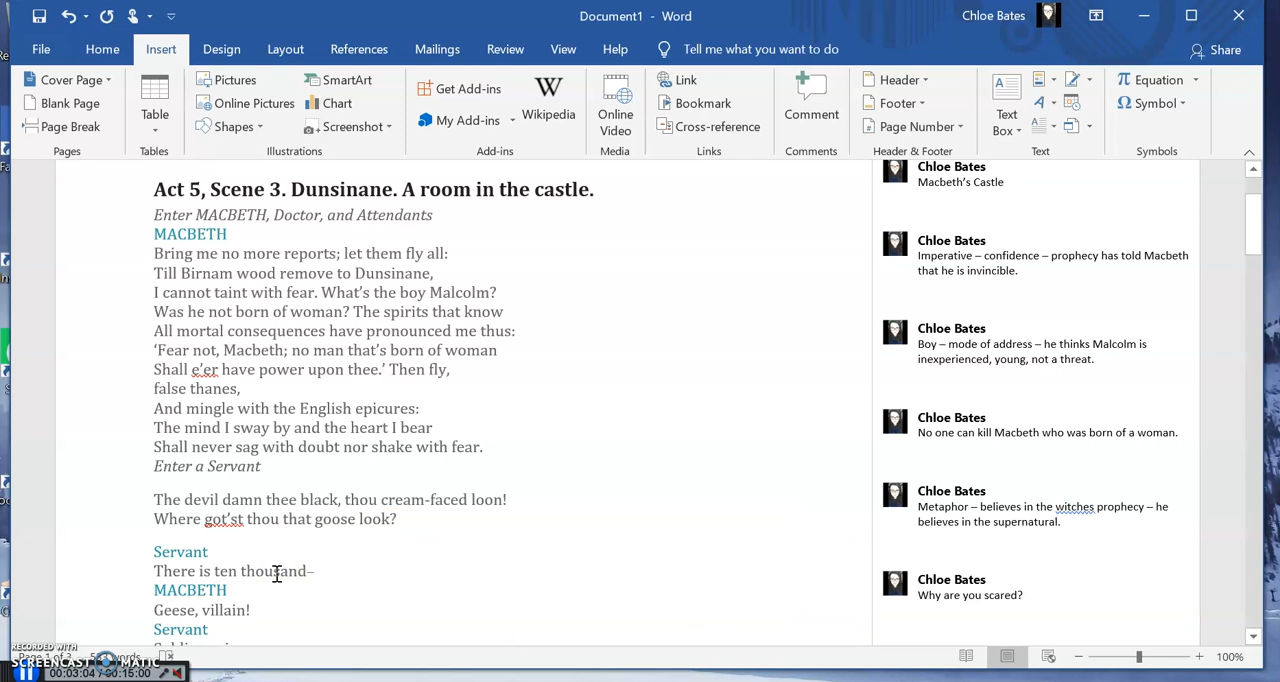 Document1 - Word
Chloe Bates
File Home Insert Design Layout References Mailings Review View Help Tell me what you want to do Share
Cover Page
Blank Page
Page Break
Pages
Table
Tables
Pictures
Online Pictures
Shapes
SmartArt
Chart
Screenshot
Illustrations
Get Add-ins
My Add-ins
W
Wikipedia
Add-ins
Online
Video
Media
Link
Bookmark
Cross-reference
Links
Comment
Comments
Header
Footer
Page Number
Header & Footer
Text
Box
Text
Equation
Symbol
Symbols
Act 5, Scene 3. Dunsinane. A room in the castle.
Enter MACBETH, Doctor, and Attendants
MACBETH
Bring me no more reports; let them fly all:
Till Birnam wood remove to Dunsinane,
I cannot taint with fear. What's the boy Malcolm?
Was he not born of woman? The spirits that know
All mortal consequences have pronounced me thus:
‘Fear not, Macbeth; no man that's born of woman
Shall e'er have power upon thee.’ Then fly,
false thanes,
And mingle with the English epicures:
The mind I sway by and the heart I bear
Shall never sag with doubt nor shake with fear.
Enter a Servant
The devil damn thee black, thou cream-faced loon!
Where got'st thou that goose look?
Servant
There is ten thousand–
MACBETH
Geese, villain!
Servant
Chloe Bates
Macbeth's Castle
Chloe Bates
Imperative – confidence – prophecy has told Macbeth
that he is invincible.
Chloe Bates
Boy – mode of address – he thinks Malcolm is
inexperienced, young, not a threat.
Chloe Bates
No one can kill Macbeth who was born of a woman.
Chloe Bates
Metaphor – believes in the witches prophecy – he
believes in the supernatural.
Chloe Bates
Why are you scared?
100%
RECORDED WITH
SCREENCAST MATIC
00:03:04 / 00:15:00